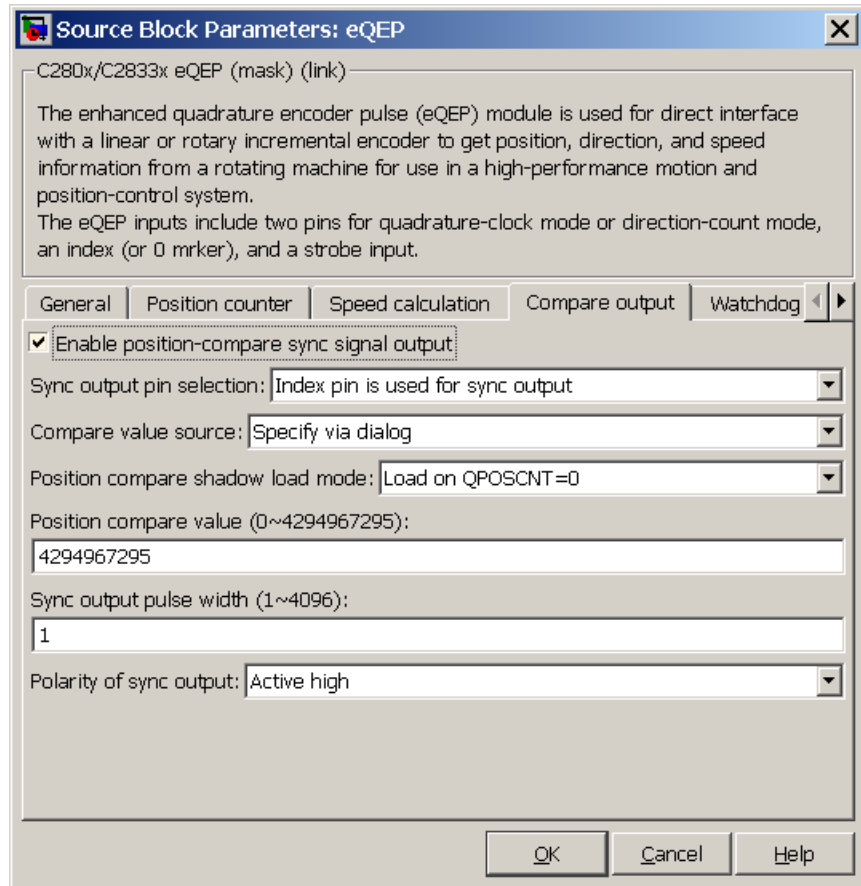 Source Block Parameters: eQEP
C280x/C2833x eQEP (mask) (link)
The enhanced quadrature encoder pulse (eQEP) module is used for direct interface
with a linear or rotary incremental encoder to get position, direction, and speed
information from a rotating machine for use in a high-performance motion and
position-control system.
The eQEP inputs include two pins for quadrature-clock mode or direction-count mode,
an index (or 0 mrker), and a strobe input.
General Position counter Speed calculation Compare output Watchdog
Enable position-compare sync signal output
Sync output pin selection: Index pin is used for sync output
Compare value source: Specify via dialog
Position compare shadow load mode: Load on QPOSCNT=0
Position compare value (0~4294967295):
4294967295
Sync output pulse width (1~4096):
1
Polarity of sync output: Active high
OK Cancel Help